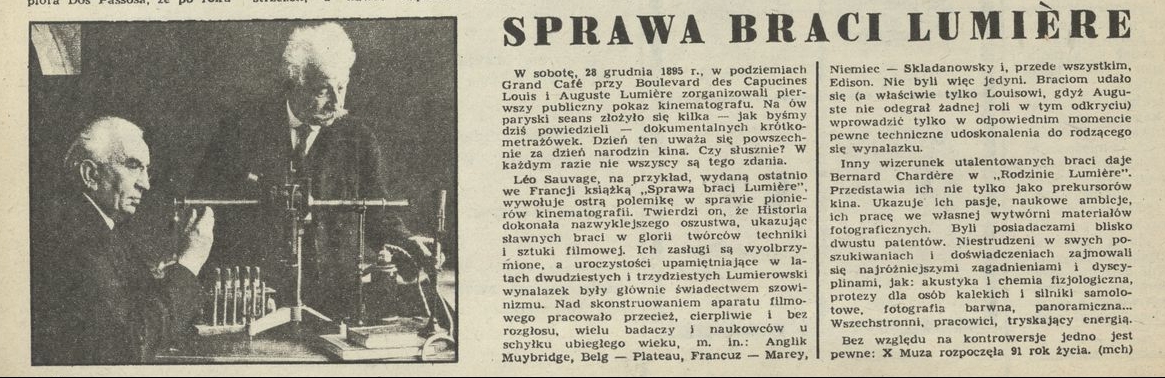 SPRAWA BRACI LUMIÈRE
W sobotę, 28 grudnia 1895 r., w podziemiach
Grand Café przy Boulevard des Capucines
Louis i Auguste Lumière zorganizowali pier-
wszy publiczny pokaz kinematografu. Na ów
paryski seans złożyło się kilka — jak byśmy
dziś powiedzieli — dokumentalnych krótko-
metrażówek. Dzień ten uważa się powszech-
nie za dzień narodzin kina. Czy słusznie? W
każdym razie nie wszyscy są tego zdania.
Léo Sauvage, na przykład, wydaną ostatnio
we Francji książką „Sprawa braci Lumière”,
wywołuje ostrą polemikę w sprawie pionie-
rów kinematografii. Twierdzi on, że Historia
dokonała nazwyklejszego oszustwa, ukazując
sławnych braci w glorii twórców techniki
i sztuki filmowej. Ich zasługi są wyolbrzy-
mione, a uroczystości upamiętniające w la-
tach dwudziestych i trzydziestych Lumierowski
wynalazek były głównie świadectwem szowi-
nizmu. Nad skonstruowaniem aparatu filmo-
wego pracowało przecież, cierpliwie i bez
rozgłosu, wielu badaczy i naukowców u
schyłku ubiegłego wieku, m. in.: Anglik
Muybridge, Belg — Plateau, Francuz — Marey,
Niemiec — Skladanowsky i, przede wszystkim,
Edison. Nie byli więc jedyni. Braciom udało
się (a właściwie tylko Louisowi, gdyż Augu-
ste nie odegrał żadnej roli w tym odkryciu)
wprowadzić tylko w odpowiednim momencie
pewne techniczne udoskonalenia do rodzącego
się wynalazku.
Inny wizerunek utalentowanych braci daje
Bernard Chardère w „Rodzinie Lumière”.
Przedstawia ich nie tylko jako prekursorów
kina. Ukazuje ich pasje, naukowe ambicje,
ich pracę we własnej wytwórni materiałów
fotograficznych. Byli posiadaczami blisko
dwustu patentów. Niestrudzeni w swych po-
szukiwaniach i doświadczeniach zajmowali
się najróżniejszymi zagadnieniami i dyscy-
plinami, jak: akustyka i chemia fizjologiczna,
protezy dla osób kalekich i silniki samolo-
towe, fotografia barwna, panoramiczna...
Wszechstronni, pracowici, tryskający energią.
Bez względu na kontrowersje jedno jest
pewne: X Muza rozpoczęła 91 rok życia. (mch)